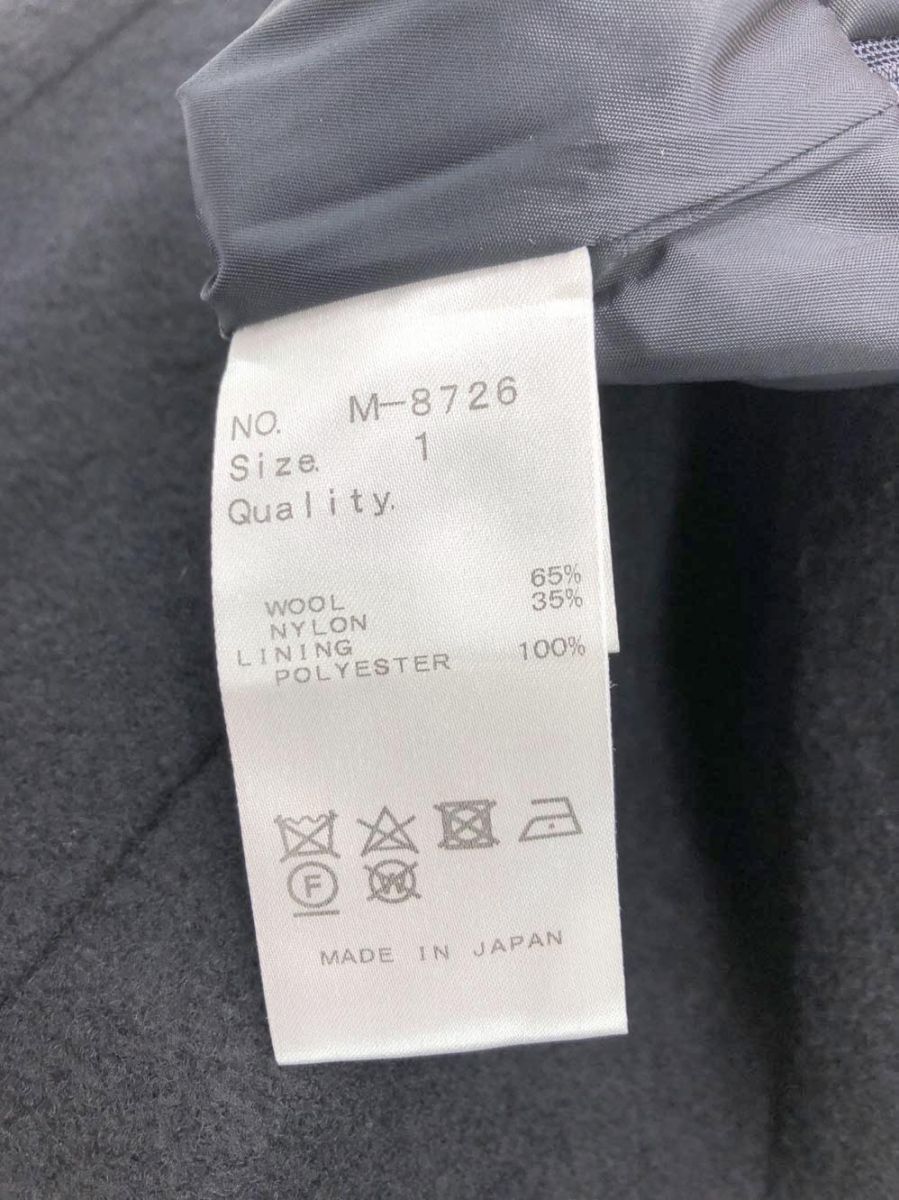 NO. M-8726
Size. 1
Quality.
WOOL 65%
NYLON 35%
LINING
POLYESTER 100%
F W
MADE IN JAPAN